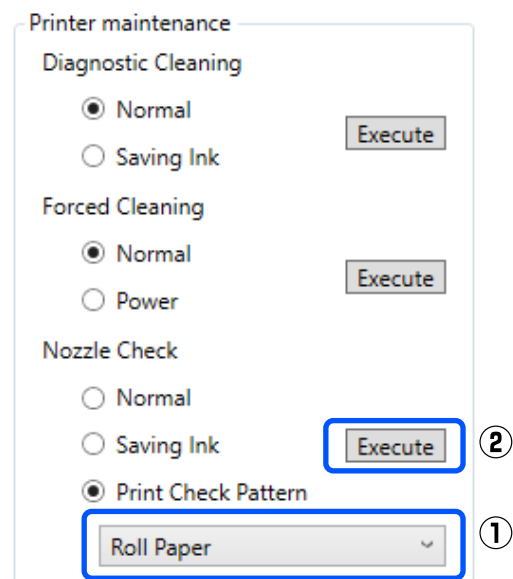 Printer maintenance
Diagnostic Cleaning
Normal
Execute
Saving Ink
Forced Cleaning
Normal
Execute
Power
Nozzle Check
Normal
Saving Ink
Execute
②
Print Check Pattern
Roll Paper
①